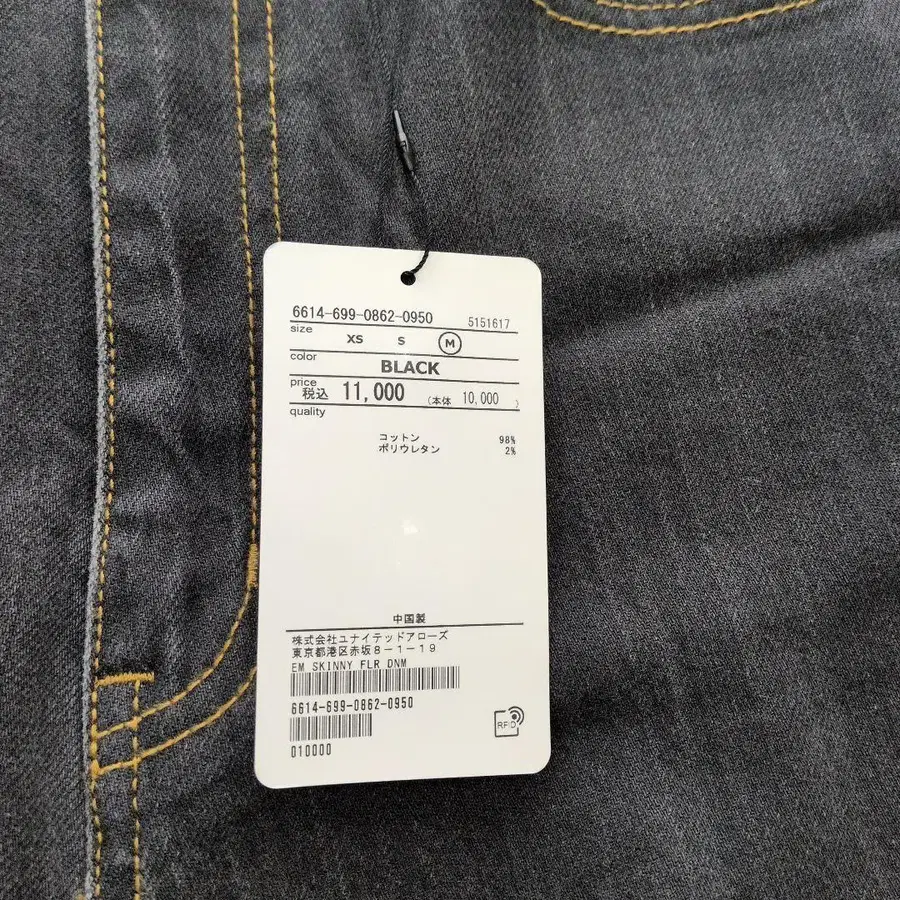 6614-699-0862-0950 5151617
size
XS S M
color
BLACK
price
税込 11,000 (本体 10,000 )
quality
コットン 98%
ポリウレタン 2%
中国製
株式会社ユナイテッドアローズ
東京都港区赤坂8-1-19
EM SKINNY FLR DNM
6614-699-0862-0950
RFID
010000